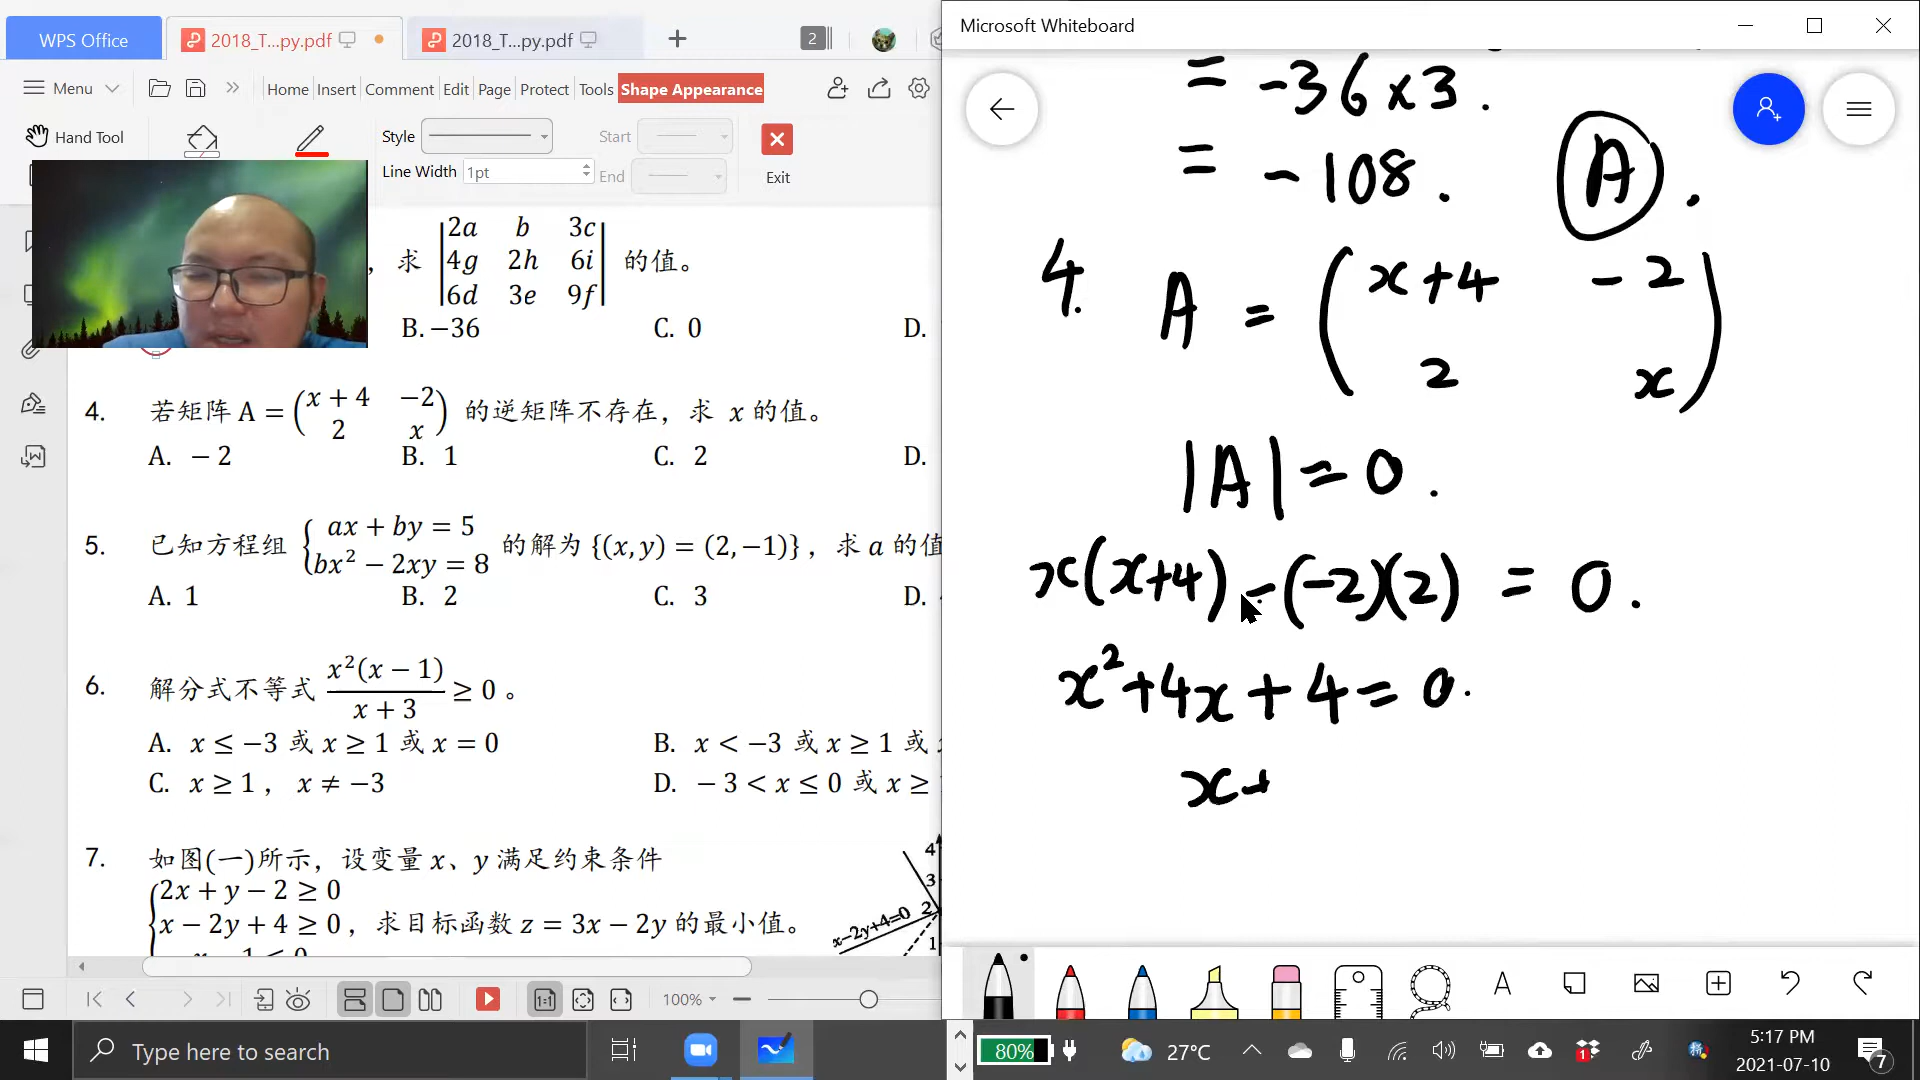 WPS Office
2018_T...py.pdf
2018_T...py.pdf
2
Menu
Home Insert Comment Edit Page Protect Tools Shape Appearance
Hand Tool
Style
Start
Line Width 1pt
End
Exit
，求 |2a b 3c; 4g 2h 6i; 6d 3e 9f| 的值。
B. −36 C. 0 D.
4. 若矩阵 A = (x + 4 −2; 2 x) 的逆矩阵不存在，求 x 的值。
A. − 2 B. 1 C. 2 D.
5. 已知方程组 { ax + by = 5; bx² − 2xy = 8 的解为 {(x, y) = (2, −1)}，求 a 的值
A. 1 B. 2 C. 3 D.
6. 解分式不等式 x²(x − 1)/(x + 3) ≥ 0 。
A. x ≤ −3 或 x ≥ 1 或 x = 0 B. x < −3 或 x ≥ 1 或
C. x ≥ 1 ， x ≠ −3 D. − 3 < x ≤ 0 或 x ≥
7. 如图(一)所示，设变量 x、y 满足约束条件
2x + y − 2 ≥ 0
x − 2y + 4 ≥ 0，求目标函数 z = 3x − 2y 的最小值。
4
3
2
1
x−2y+4=0
100%
Microsoft Whiteboard
= -36 x 3 .
= -108 . A .
4. A = (x+4 -2; 2 x)
|A| = 0 .
x(x+4) - (-2)(2) = 0 .
x² + 4x + 4 = 0 .
x+
Type here to search
80%
27°C
1
5:17 PM
2021-07-10
7